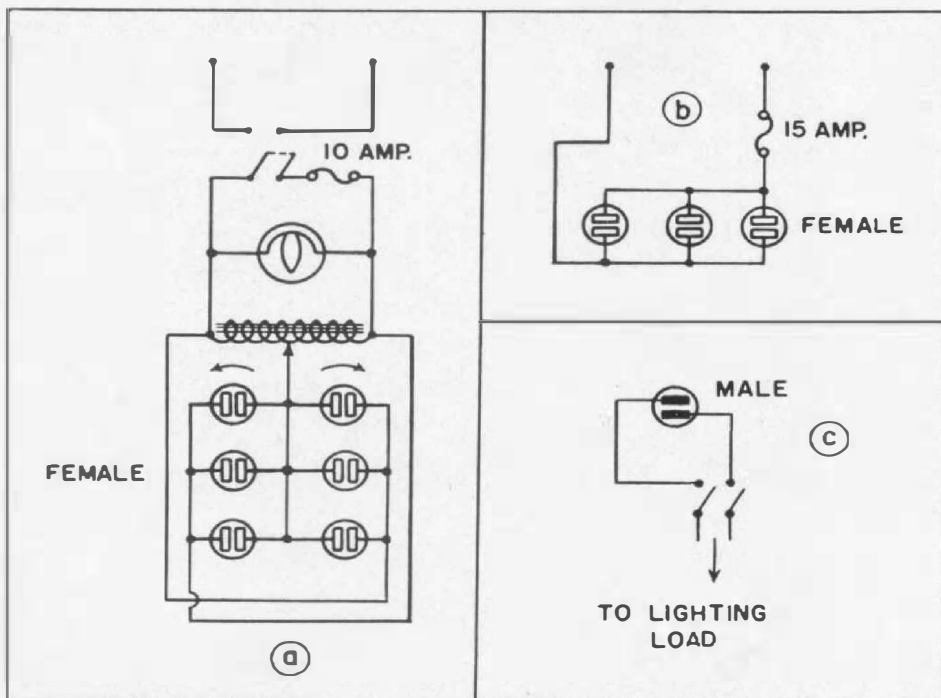 10 AMP.
FEMALE
a
b
15 AMP.
FEMALE
MALE
c
TO LIGHTING
LOAD